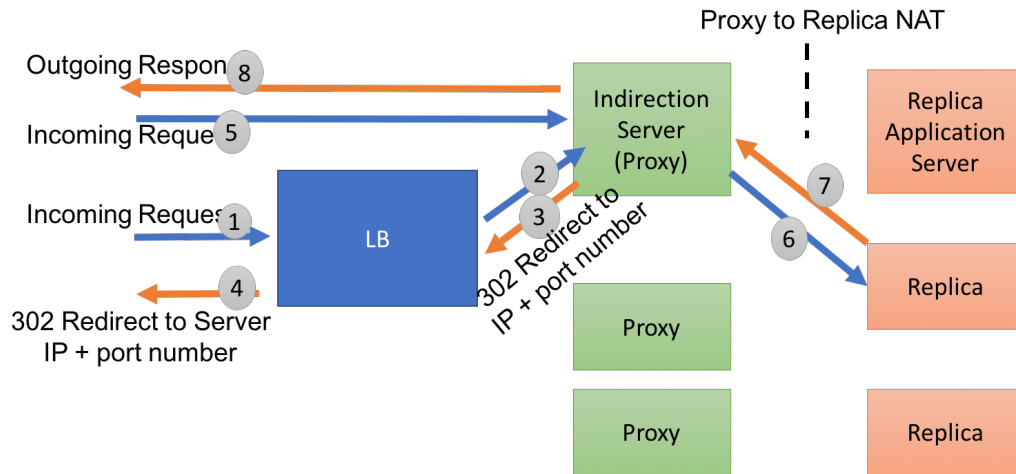 Proxy to Replica NAT
Outgoing Respon
8
Incoming Reque
5
Indirection
Server
(Proxy)
Replica
Application
Server
2
7
3
Incoming Reques
1
LB
302 Redirect to
IP + port number
6
4
302 Redirect to Server
IP + port number
Replica
Proxy
Proxy
Replica